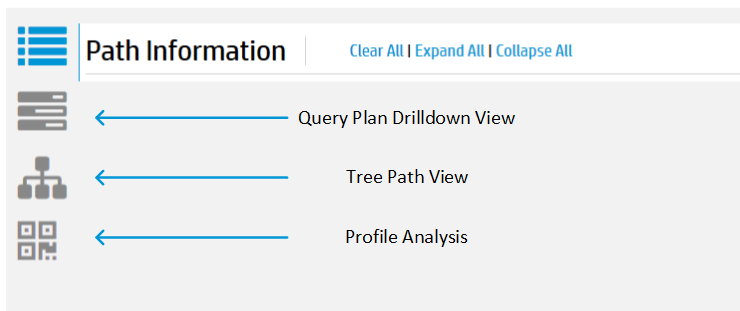 Path Information Clear All | Expand All | Collapse All
Query Plan Drilldown View
Tree Path View
Profile Analysis